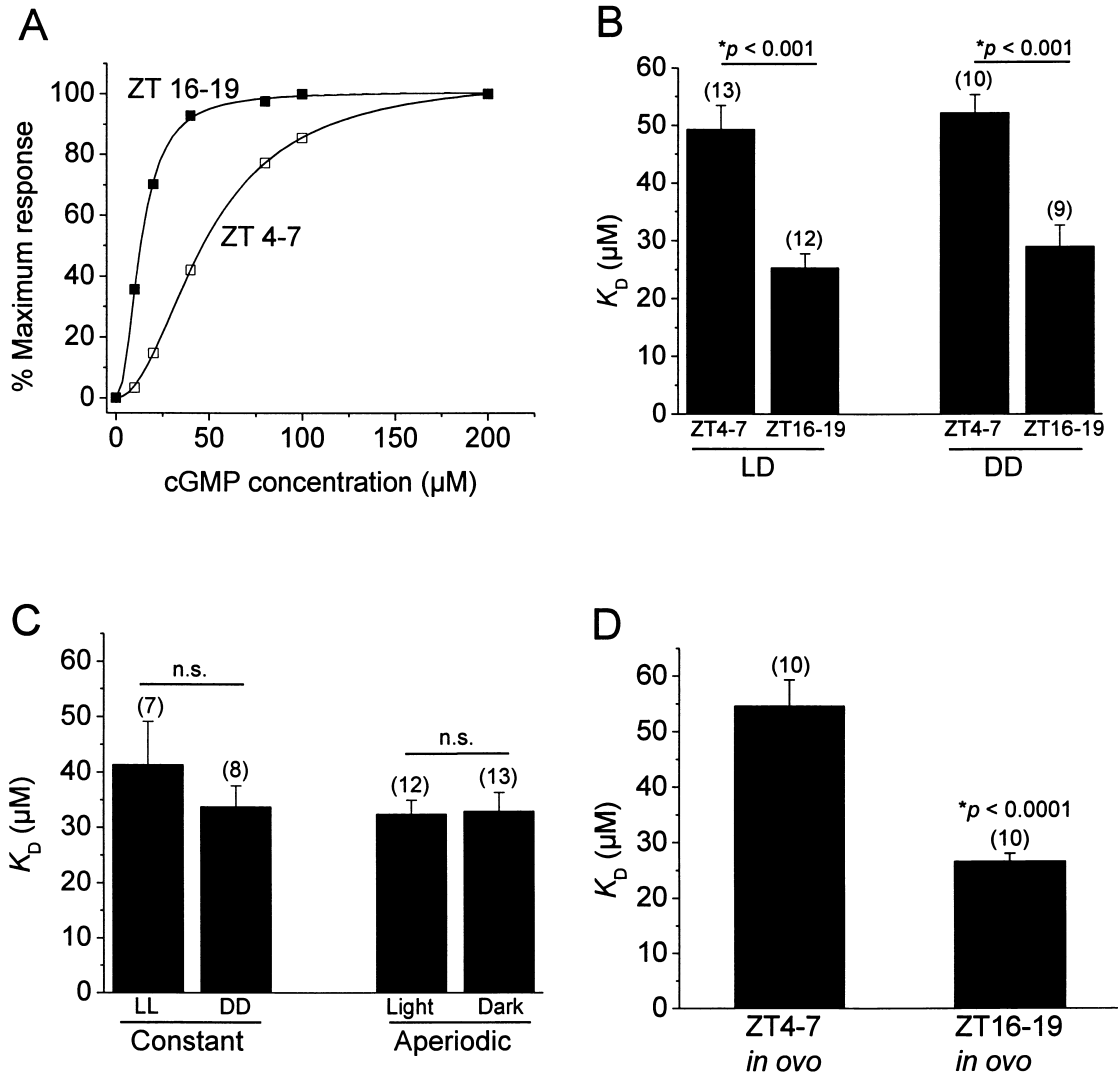 A
% Maximum response
100
80
60
40
20
0
ZT 16-19
ZT 4-7
0 50 100 150 200
cGMP concentration (µM)
B
*p < 0.001 *p < 0.001
K_D (µM)
60
50
40
30
20
10
0
(13) (12) (10) (9)
ZT4-7 ZT16-19 ZT4-7 ZT16-19
LD DD
C
K_D (µM)
60
50
40
30
20
10
0
n.s. n.s.
(7) (8) (12) (13)
LL DD Light Dark
Constant Aperiodic
D
K_D (µM)
60
50
40
30
20
10
0
(10)
*p < 0.0001
(10)
ZT4-7 ZT16-19
in ovo in ovo